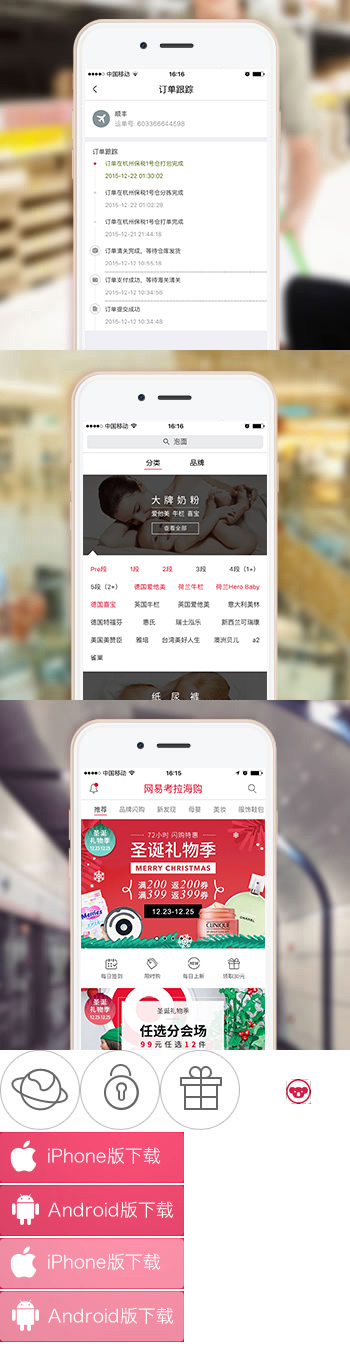 中国移动 16:16
订单跟踪
顺丰
运单号: 603366644598
订单跟踪
订单在杭州保税1号仓打包完成
2015-12-22 01:30:02
订单在杭州保税1号仓分拣完成
2015-12-22 01:02:28
订单在杭州保税1号仓打单完成
2015-12-21 21:44:18
订单清关完成，等待仓库发货
2015-12-12 10:55:18
订单支付成功，等待海关清关
2015-12-12 10:34:56
订单提交成功
2015-12-12 10:34:48
中国移动 16:16
泡面
分类 品牌
大牌奶粉
爱他美 牛栏 喜宝
查看全部
Pre段 1段 2段 3段 4段（1+）
5段（2+） 德国爱他美 荷兰牛栏 荷兰Hero Baby
德国喜宝 英国牛栏 英国爱他美 意大利美林
德国特福芬 惠氏 瑞士泓乐 新西兰可瑞康
美国美赞臣 雅培 台湾美好人生 澳洲贝儿 a2
雀巢
纸尿裤
中国移动 16:15
网易考拉海购
推荐 品牌闪购 新发现 母婴 美妆 服饰鞋包
圣诞
礼物季
12.23-12.25
72小时 闪购特惠
圣诞礼物季
MERRY CHRISTMAS
满200 返200券
满399 返399券
12.23-12.25
Merries
CLINIQUE
CHANEL
每日签到 限时购 每日上新 领取30元
NEW
圣诞
礼物季
12.23-12.25
任选分会场
99元任选12件
iPhone版下载
Android版下载
iPhone版下载
Android版下载